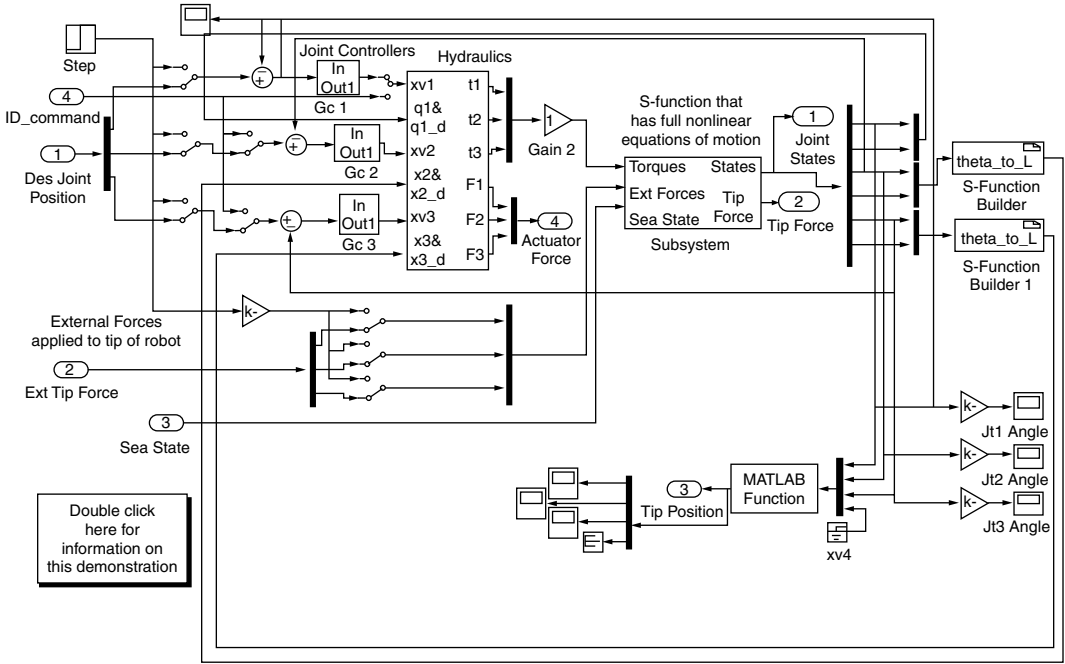 Step
4
ID_command
1
Des Joint
Position
Joint Controllers
In
Out1
Gc 1
In
Out1
Gc 2
In
Out1
Gc 3
Hydraulics
xv1
q1&
q1_d
xv2
x2&
x2_d
xv3
x3&
x3_d
t1
t2
t3
F1
F2
F3
1
Gain 2
4
Actuator
Force
S-function that
has full nonlinear
equations of motion
Torques
States
Ext Forces
Tip
Force
Sea State
Subsystem
1
Joint
States
2
Tip Force
theta_to_L
S-Function
Builder
theta_to_L
S-Function
Builder 1
External Forces
applied to tip of robot
k-
2
Ext Tip Force
3
Sea State
k-
Jt1 Angle
k-
Jt2 Angle
k-
Jt3 Angle
3
Tip Position
MATLAB
Function
xv4
Double click
here for
information on
this demonstration